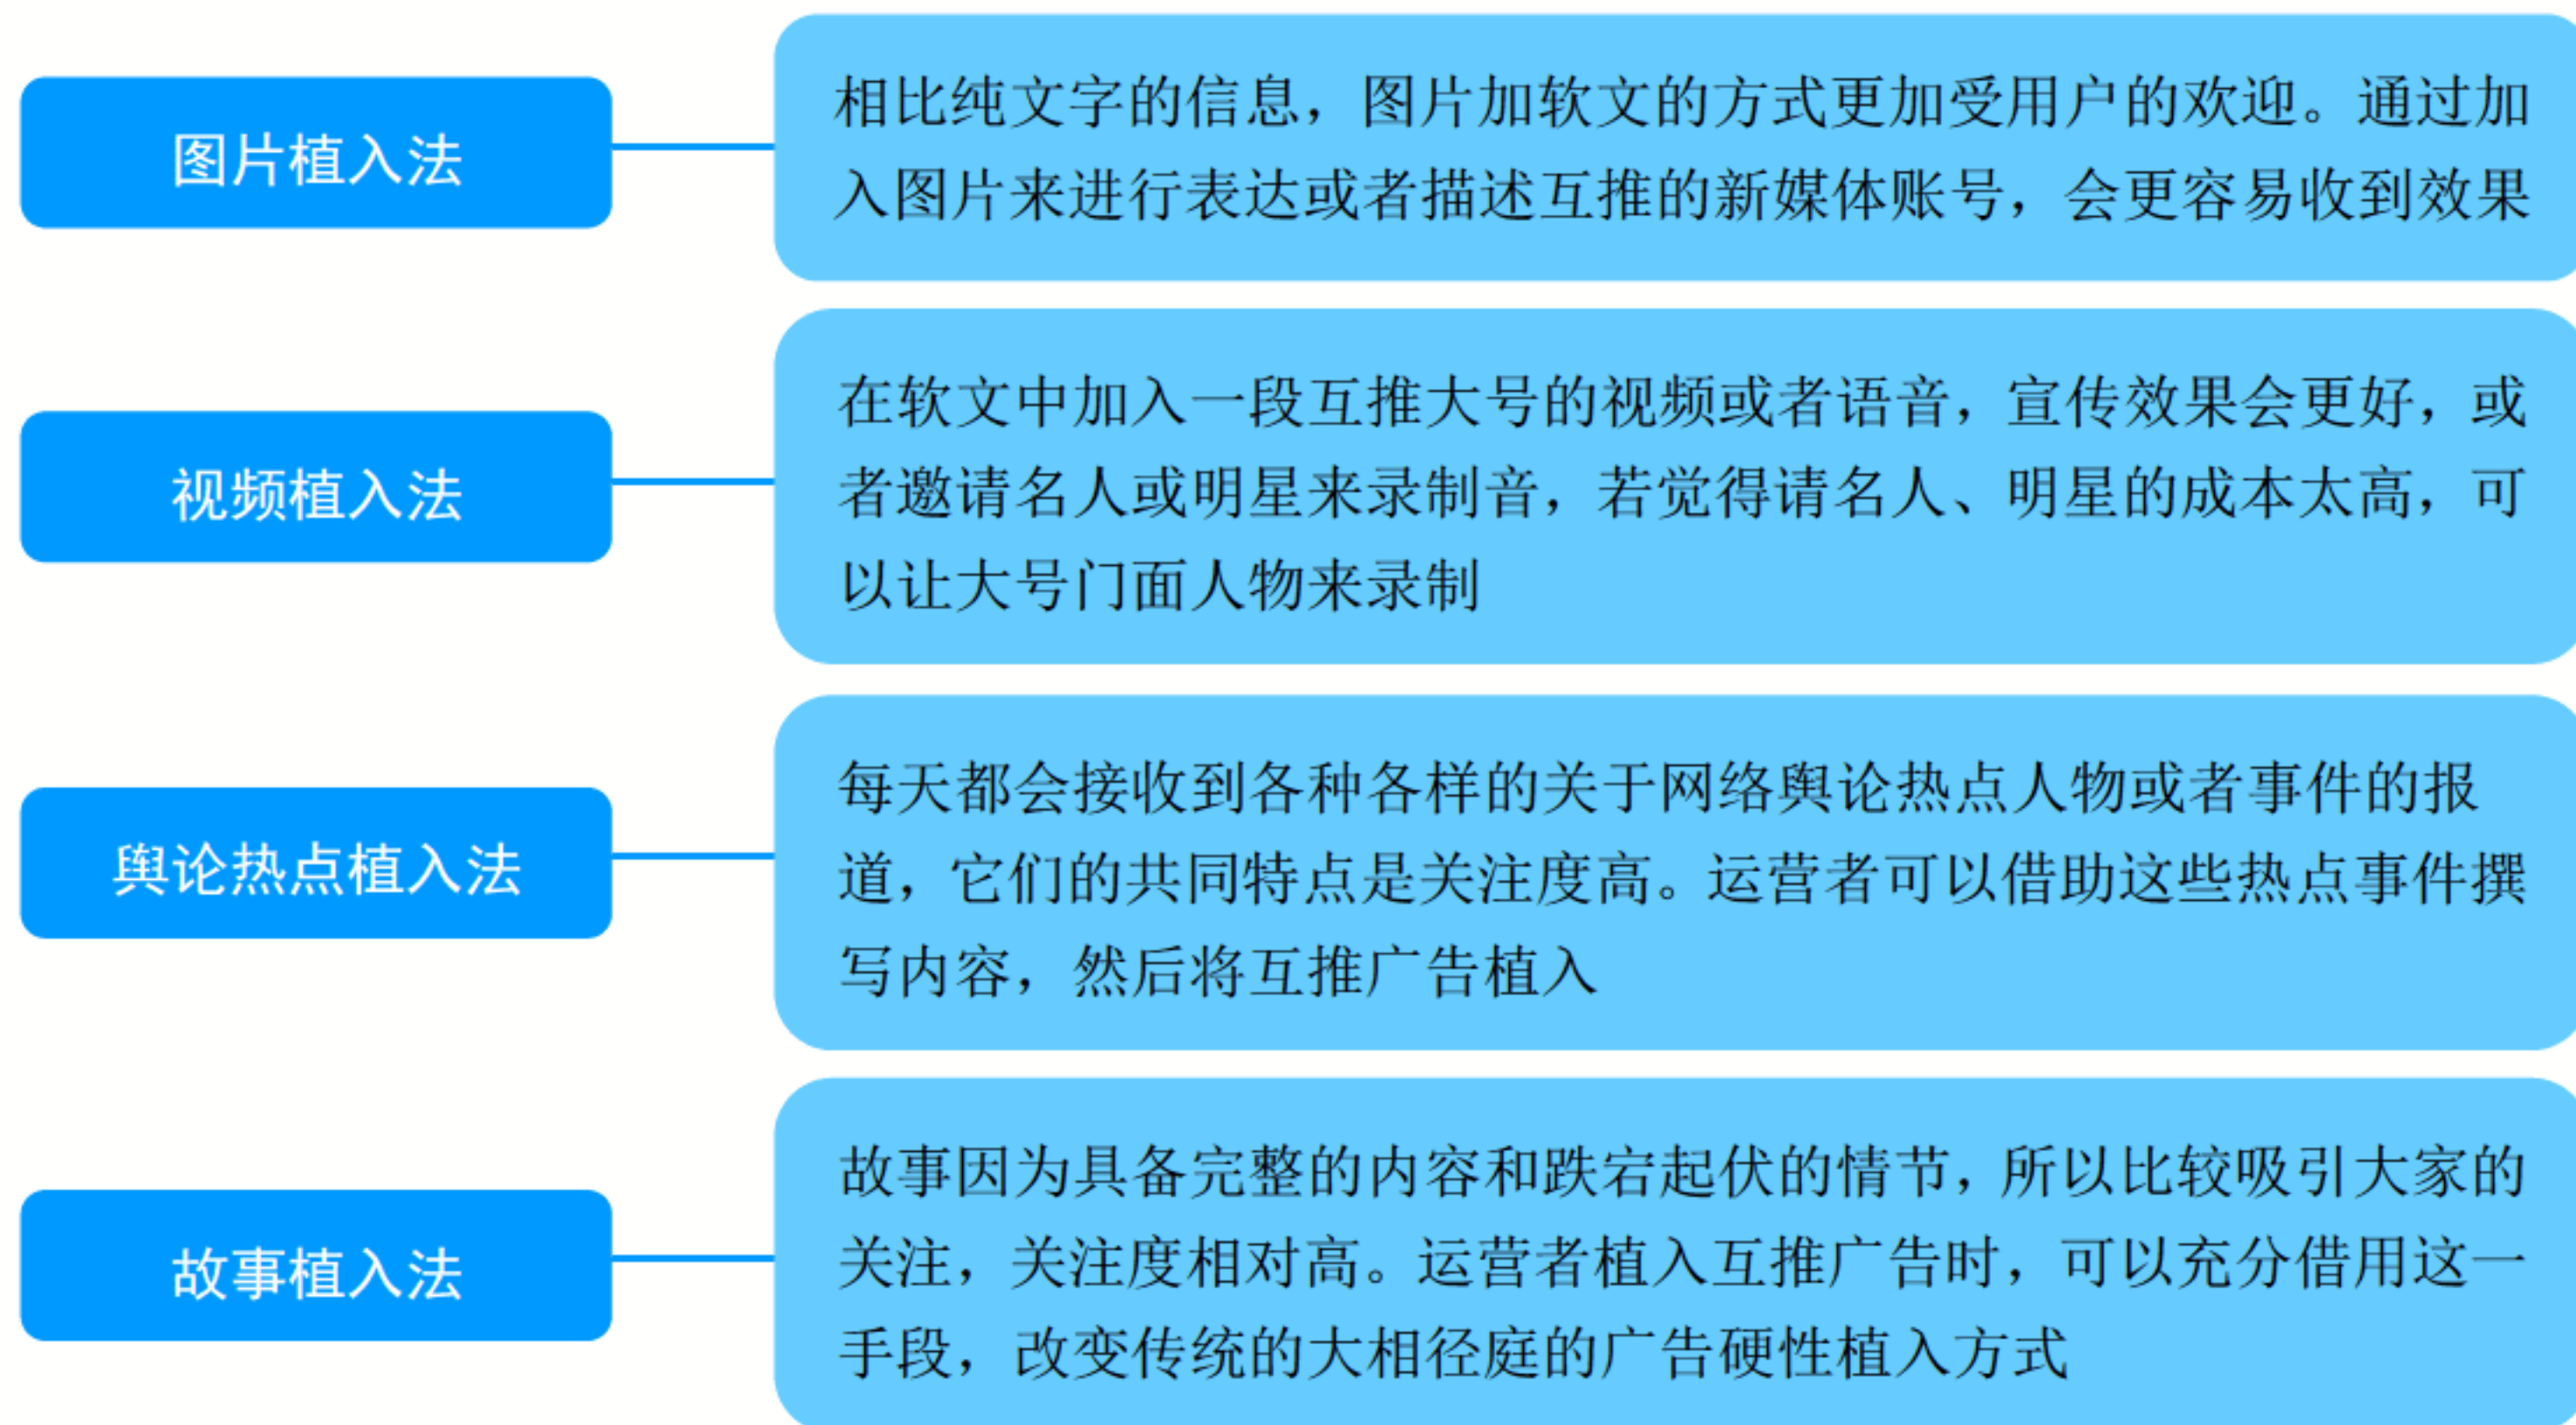 图片植入法
相比纯文字的信息，图片加软文的方式更加受用户的欢迎。通过加
入图片来进行表达或者描述互推的新媒体账号，会更容易收到效果
视频植入法
在软文中加入一段互推大号的视频或者语音，宣传效果会更好，或
者邀请名人或明星来录制音，若觉得请名人、明星的成本太高，可
以让大号门面人物来录制
舆论热点植入法
每天都会接收到各种各样的关于网络舆论热点人物或者事件的报
道，它们的共同特点是关注度高。运营者可以借助这些热点事件撰
写内容，然后将互推广告植入
故事植入法
故事因为具备完整的内容和跌宕起伏的情节，所以比较吸引大家的
关注，关注度相对高。运营者植入互推广告时，可以充分借用这一
手段，改变传统的大相径庭的广告硬性植入方式